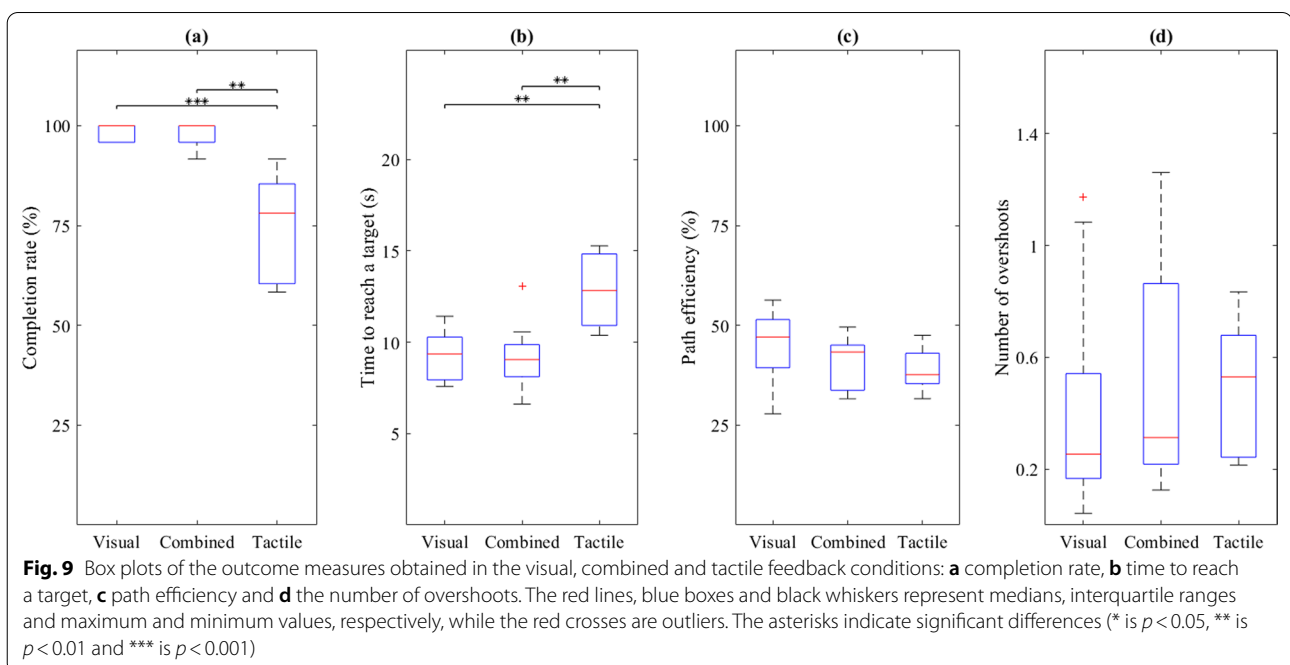 (a) (b) (c) (d)
Completion rate (%)
100
75
50
25
** 
***
Visual Combined Tactile
Time to reach a target (s)
20
15
10
5
**
**
Visual Combined Tactile
Path efficiency (%)
100
75
50
25
Visual Combined Tactile
Number of overshoots
1.4
1
0.6
0.2
Visual Combined Tactile
Fig. 9 Box plots of the outcome measures obtained in the visual, combined and tactile feedback conditions: a completion rate, b time to reach
a target, c path efficiency and d the number of overshoots. The red lines, blue boxes and black whiskers represent medians, interquartile ranges
and maximum and minimum values, respectively, while the red crosses are outliers. The asterisks indicate significant differences (* is p < 0.05, ** is
p < 0.01 and *** is p < 0.001)